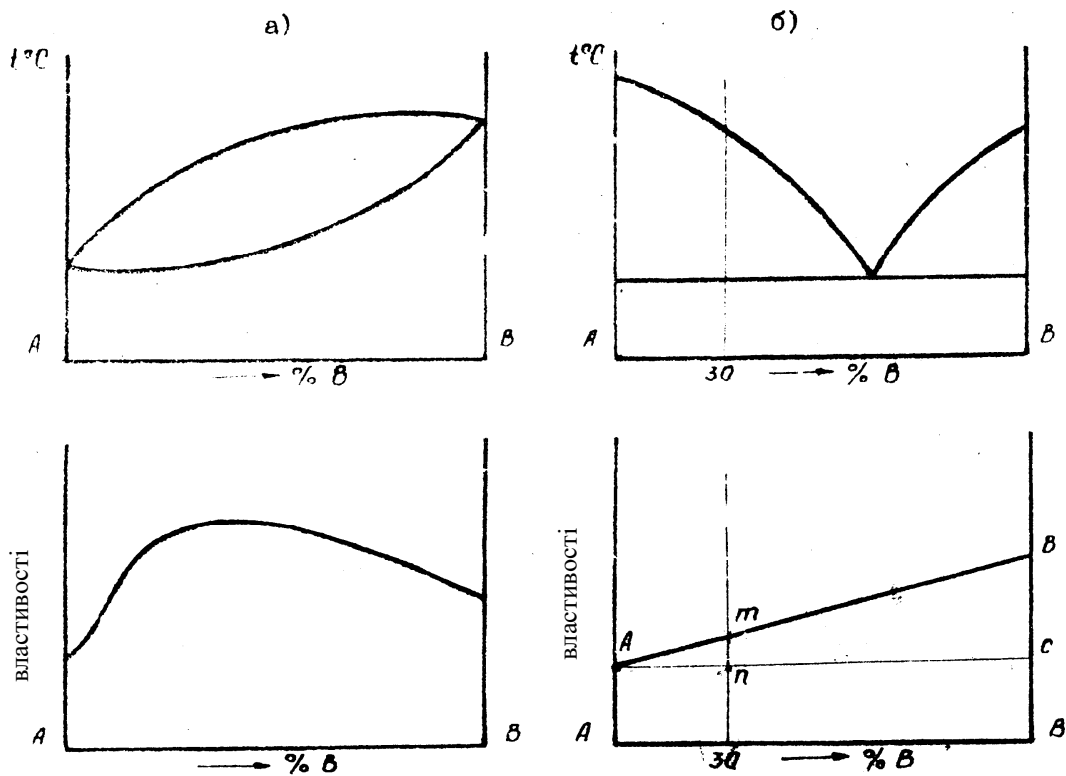 а)
t°C
A
B
→ % B
б)
t°C
A
B
30 → % B
властивості
A
B
→ % B
властивості
A
m
n
B
C
A
B
30 → % B